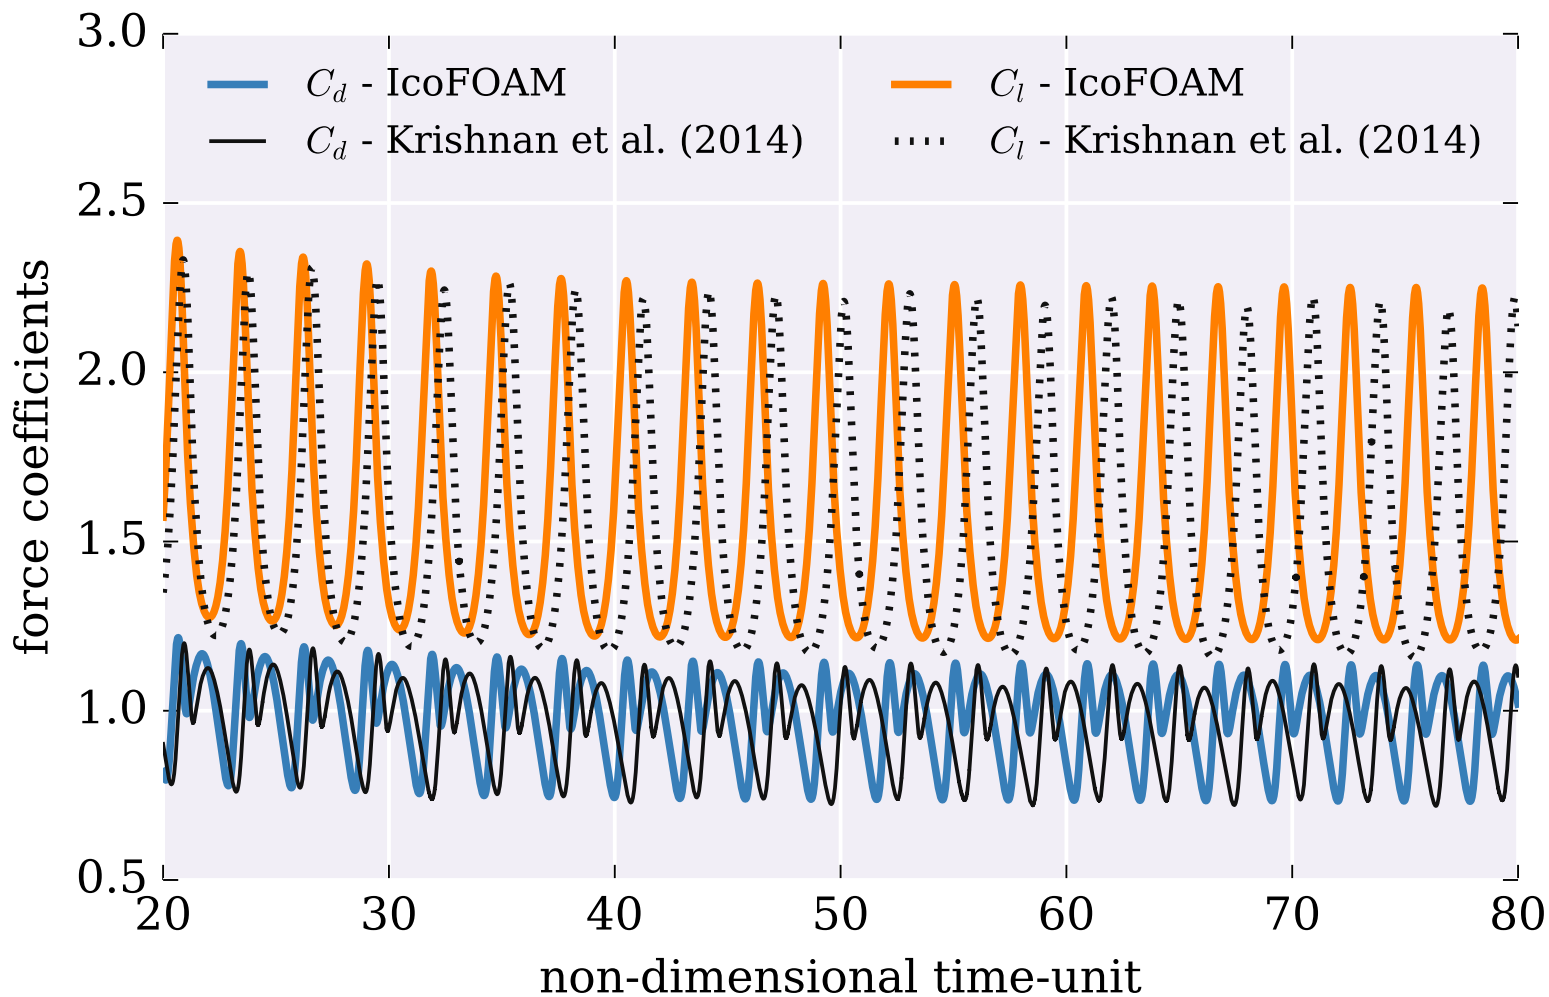 3.0
C_d - IcoFOAM
C_l - IcoFOAM
C_d - Krishnan et al. (2014)
C_l - Krishnan et al. (2014)
2.5
2.0
1.5
1.0
0.5
force coefficients
20 30 40 50 60 70 80
non-dimensional time-unit